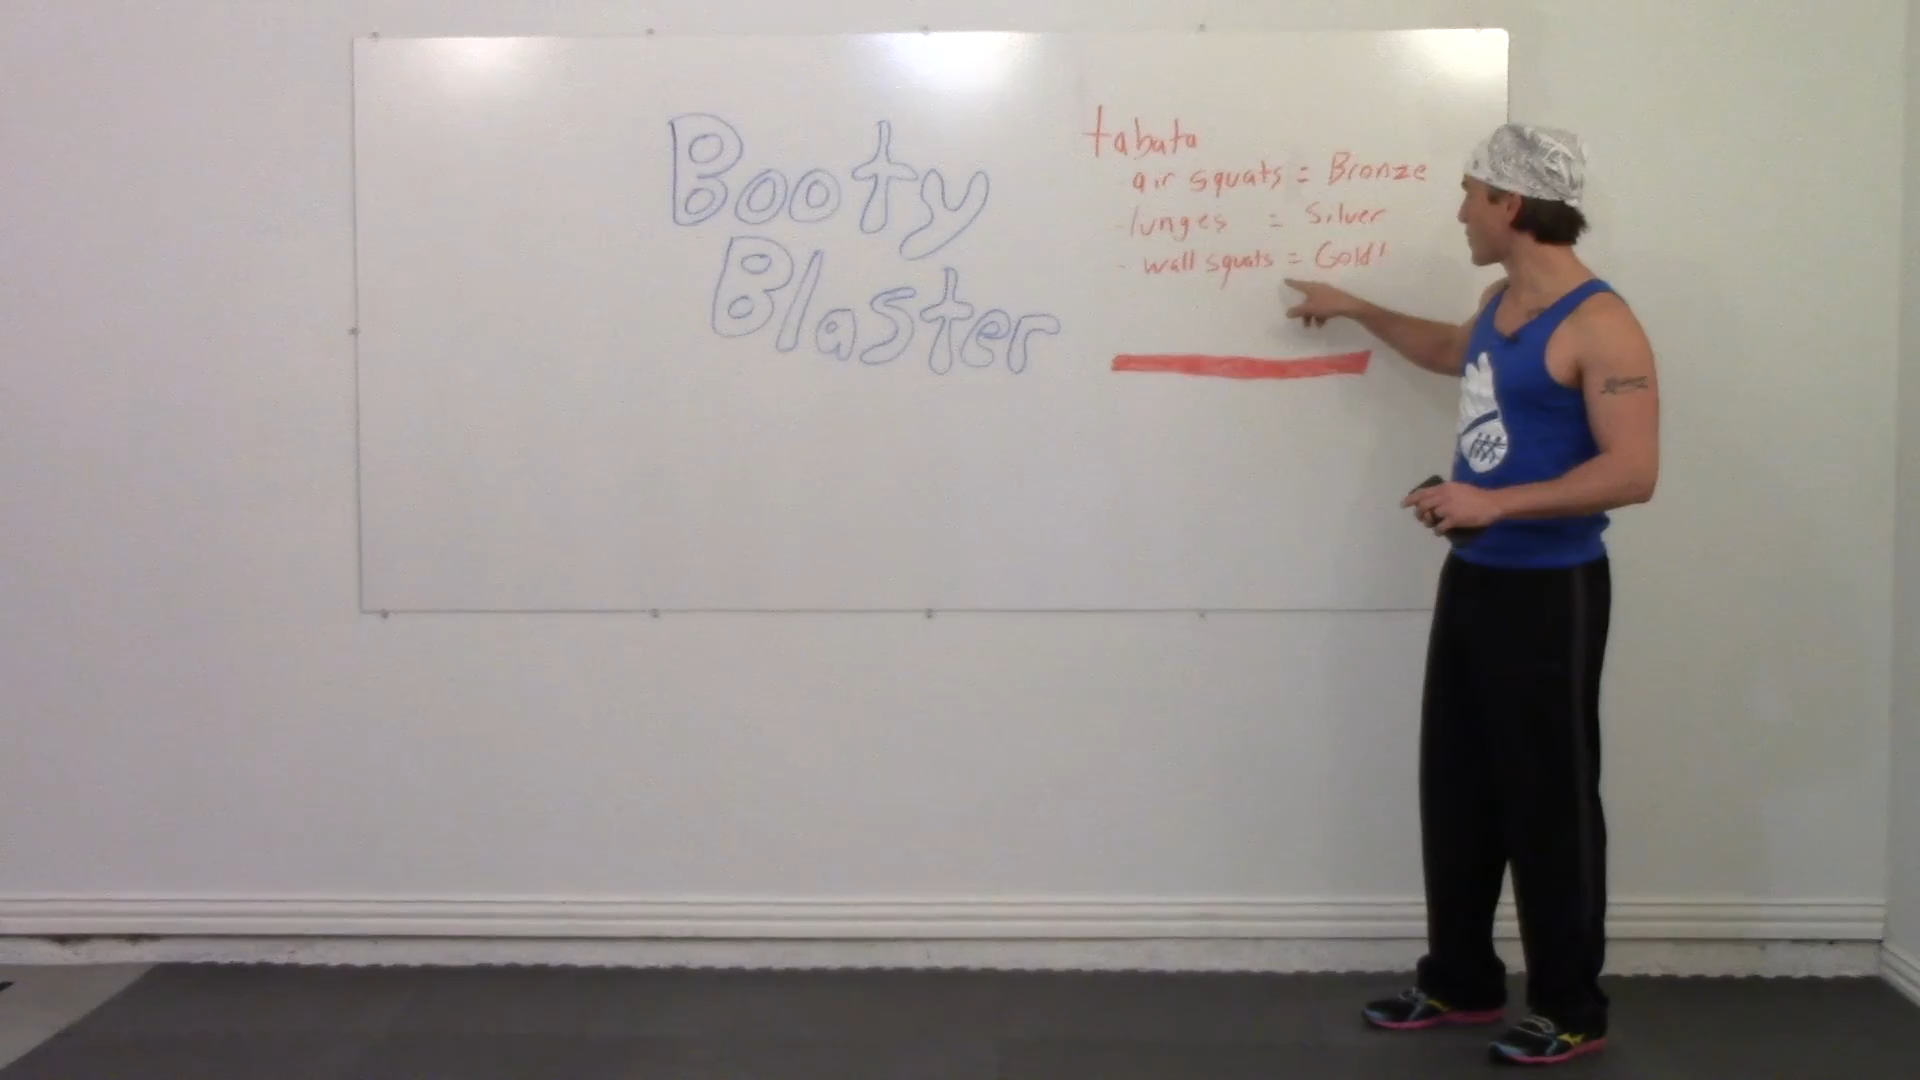 Booty
Blaster
tabata
- air squats = Bronze
- lunges = Silver
- wall squats = Gold!